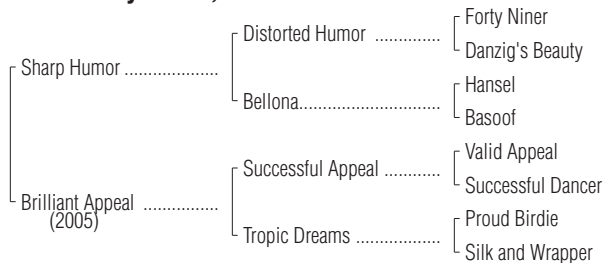 Forty Niner
Distorted Humor ................
Danzig's Beauty
Sharp Humor ....................
Hansel
Bellona..............................
Basoof
Valid Appeal
Successful Appeal ............
Successful Dancer
Brilliant Appeal ................
(2005)
Proud Birdie
Tropic Dreams ..................
Silk and Wrapper